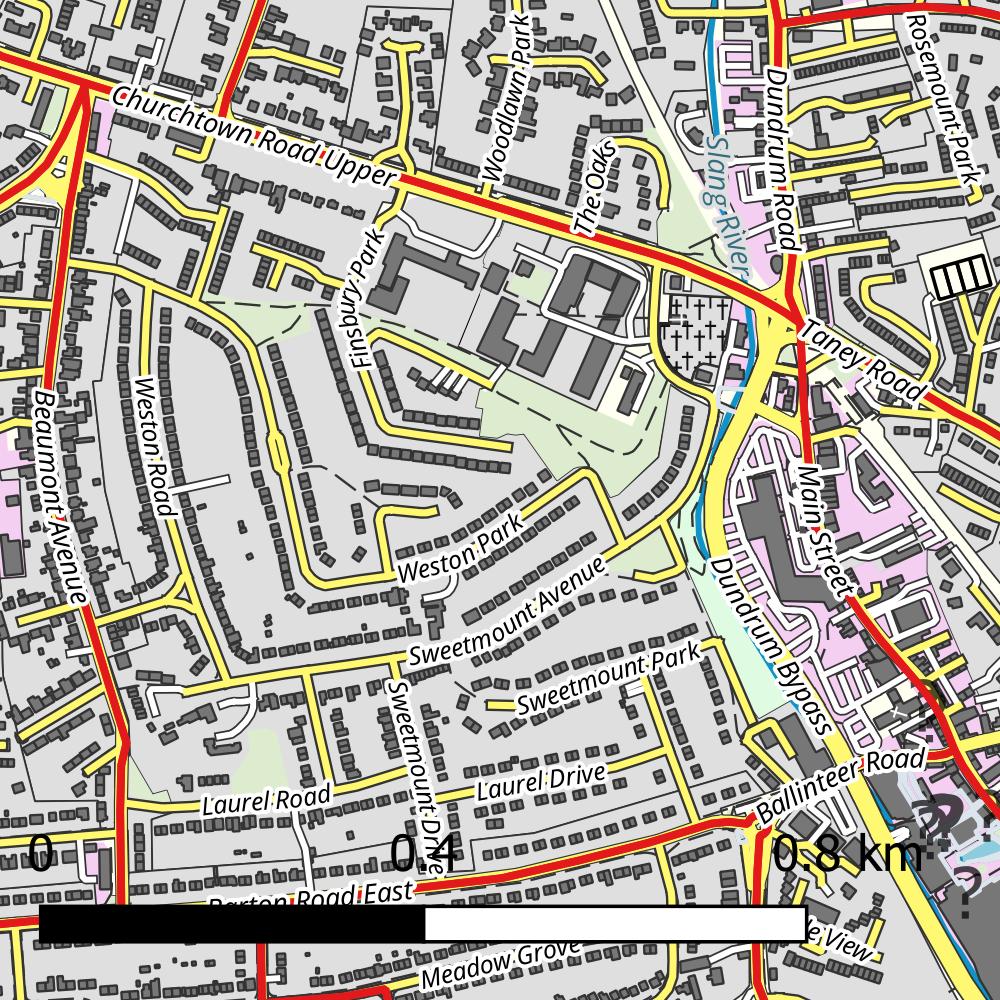 Churchtown Road Upper
Woodlawn Park
The Oaks
Slang River
Dundrum Road
Rosemount Park
Finsbury Park
Taney Road
Beaumont Avenue
Weston Road
Main Street
Weston Park
Sweetmount Avenue
Dundrum Bypass
Sweetmount Park
Sweetmount Drive
Laurel Road
Laurel Drive
Ballinteer Road
0
0.4
0.8 km
Barton Road East
Meadow Grove
View
?
?
?